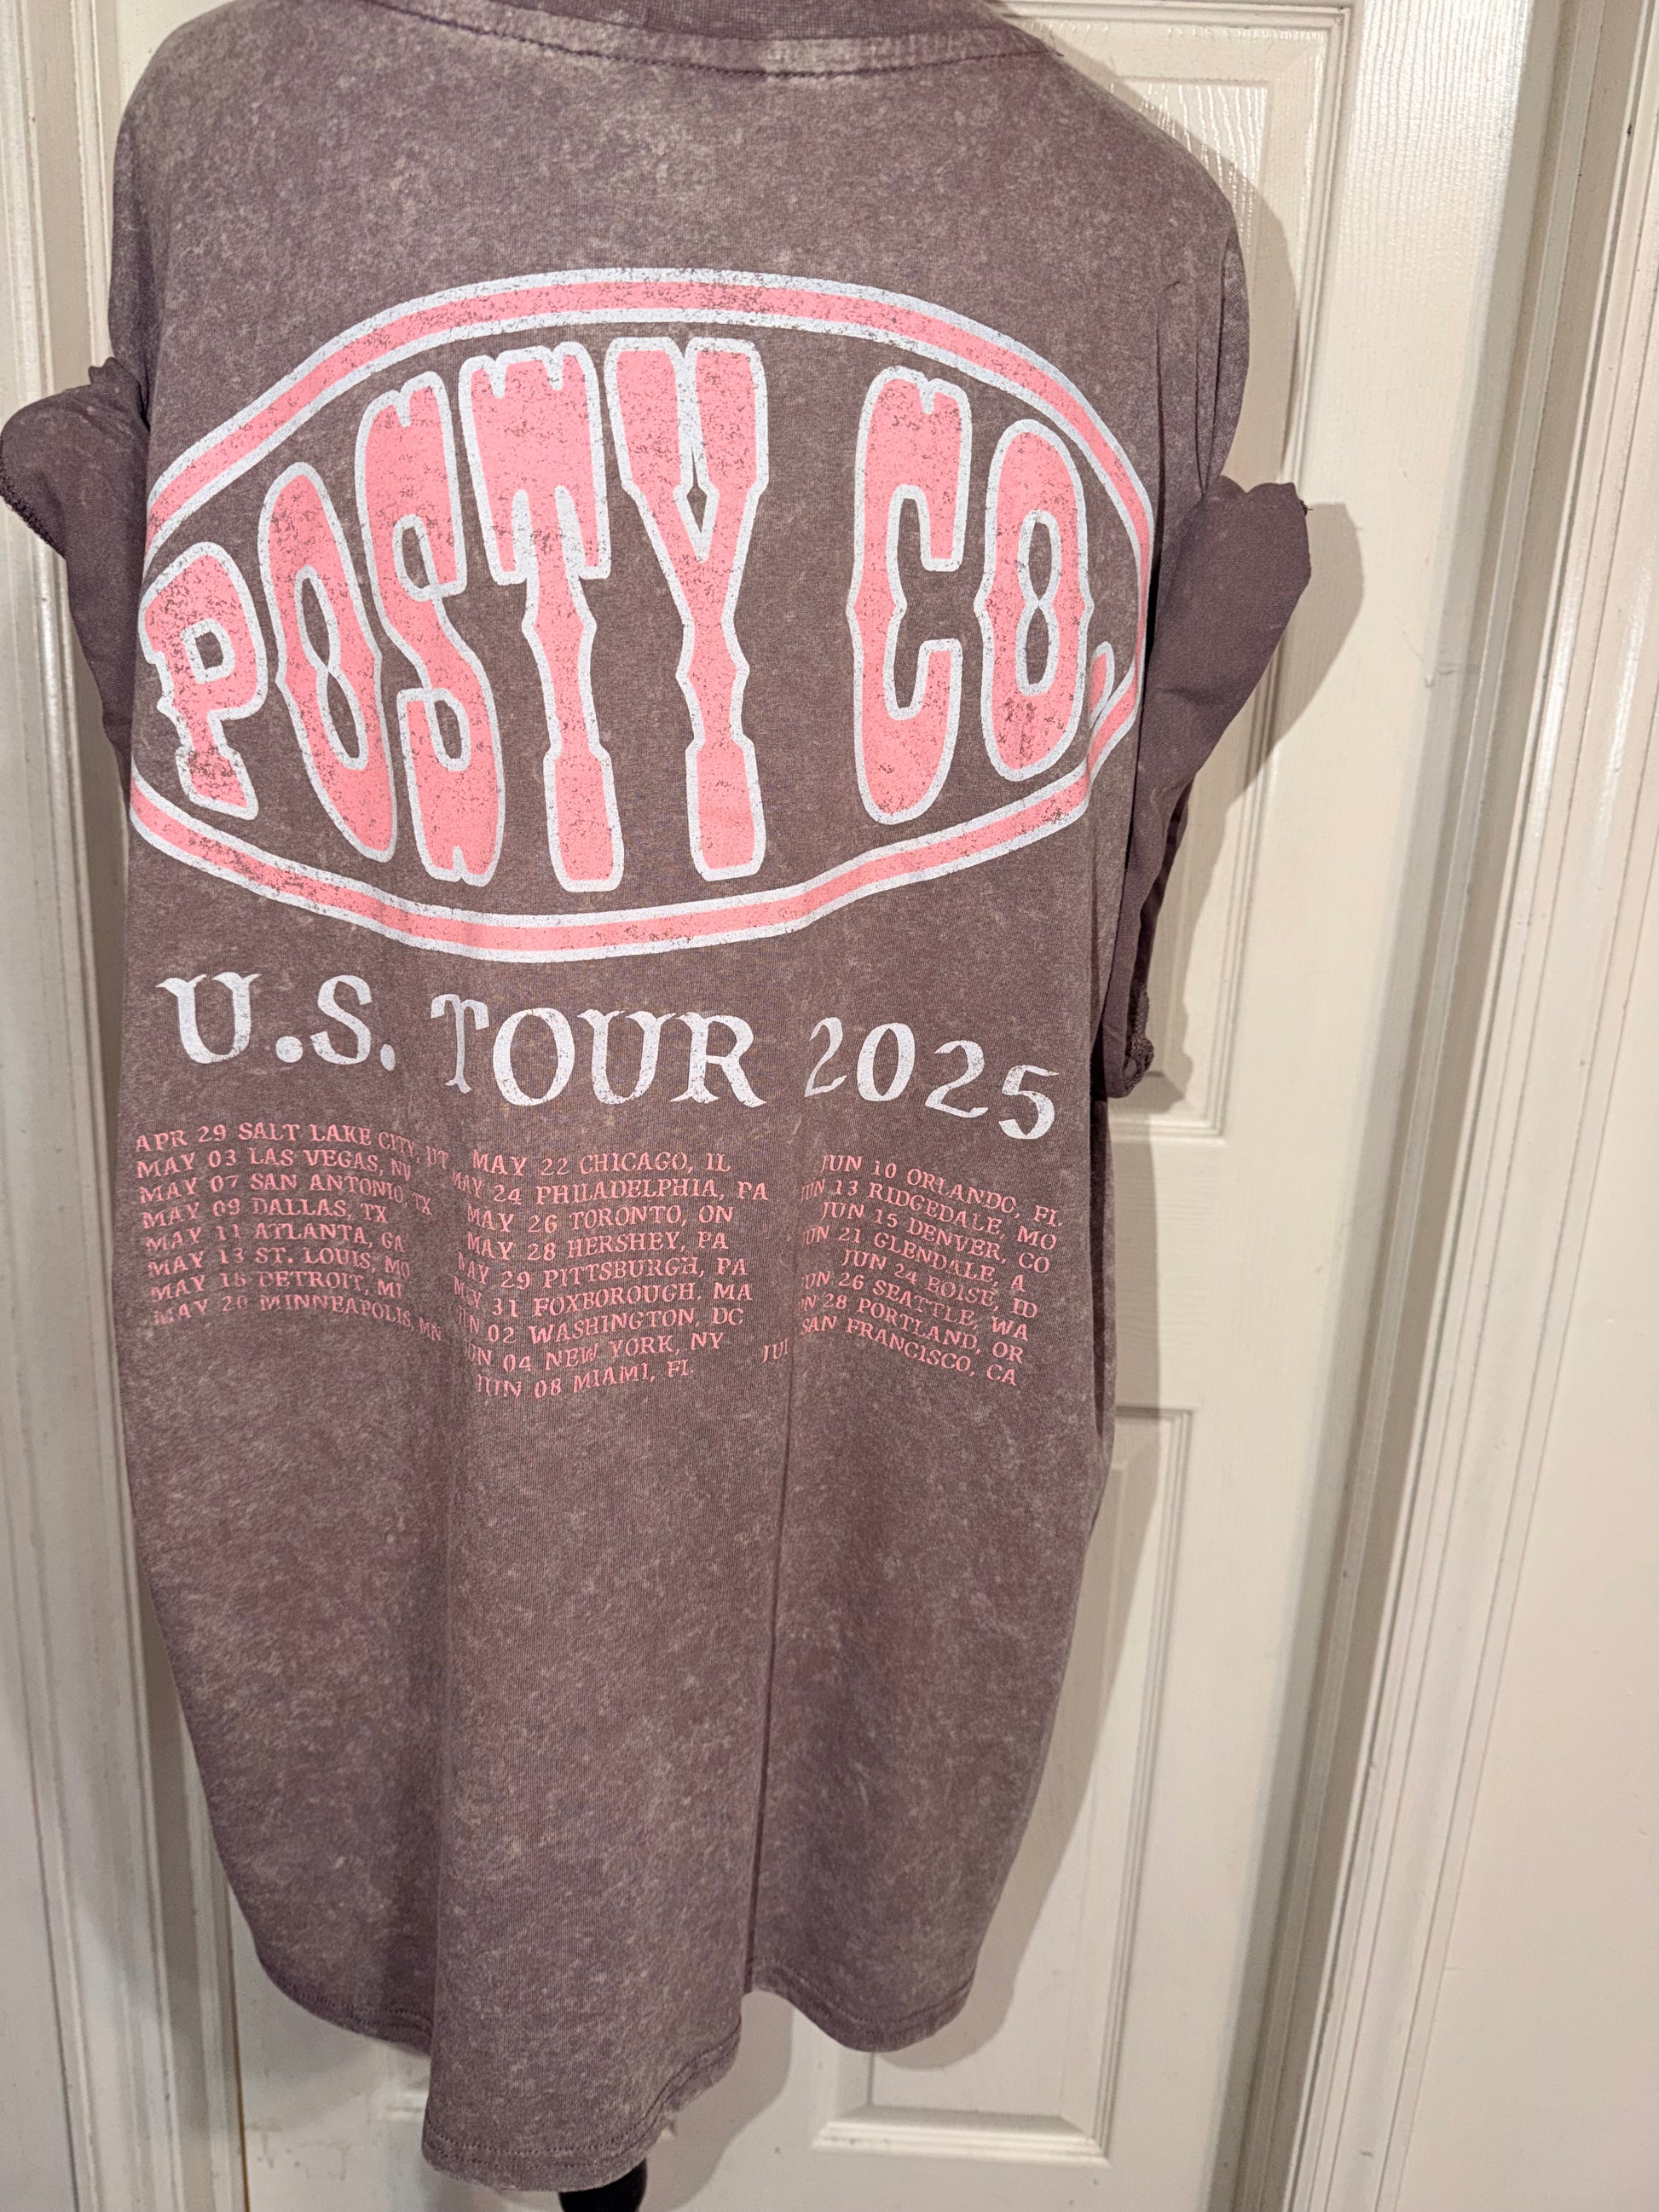 POSTY CO.
U.S. TOUR 2025
APR 29 SALT LAKE CITY, UT
MAY 03 LAS VEGAS, NV
MAY 07 SAN ANTONIO TX
MAY 09 DALLAS, TX
MAY 11 ATLANTA, GA
MAY 13 ST. LOUIS, MO
MAY 18 DETROIT, MI
MAY 20 MINNEAPOLIS, MN
MAY 22 CHICAGO, IL
MAY 24 PHILADELPHIA, PA
MAY 26 TORONTO, ON
MAY 28 HERSHEY, PA
MAY 29 PITTSBURGH, PA
MAY 31 FOXBOROUGH. MA
JUN 02 WASHINGTON, DC
JUN 04 NEW YORK, NY
JUN 08 MIAMI, FL
JUN 10 ORLANDO, FL
JUN 13 RIDGEDALE, MO
JUN 15 DENVER, CO
JUN 21 GLENDALE, A
JUN 24 BOISE, ID
JUN 26 SEATTLE, WA
JUN 28 PORTLAND, OR
SAN FRANCISCO, CA